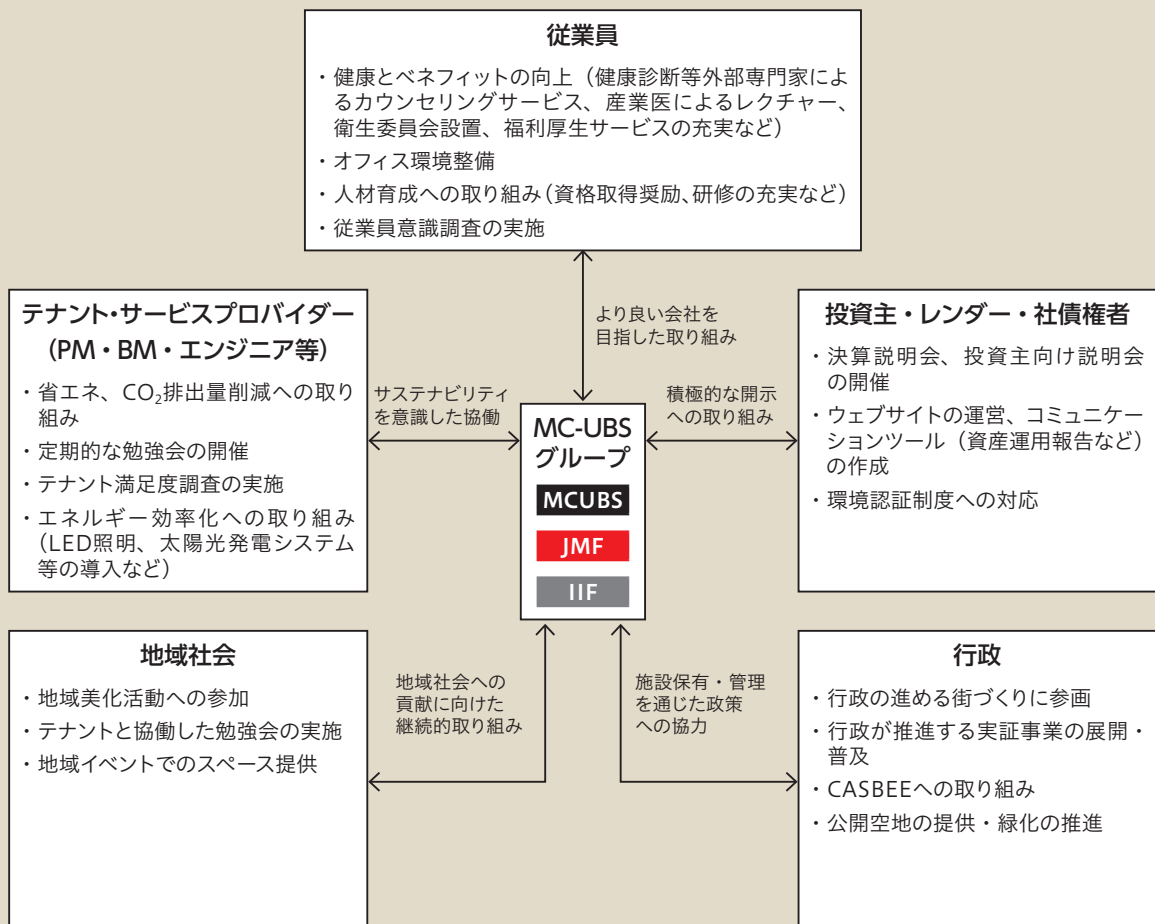 従業員
・健康とベネフィットの向上（健康診断等外部専門家によ
るカウンセリングサービス、産業医によるレクチャー、
衛生委員会設置、福利厚生サービスの充実など）
・オフィス環境整備
・人材育成への取り組み（資格取得奨励、研修の充実など）
・従業員意識調査の実施
より良い会社を
目指した取り組み
テナント・サービスプロバイダー
（PM・BM・エンジニア等）
・省エネ、CO₂排出量削減への取り
組み
・定期的な勉強会の開催
・テナント満足度調査の実施
・エネルギー効率化への取り組み
（LED照明、太陽光発電システム
等の導入など）
サステナビリティ
を意識した協働
MC-UBS
グループ
MCUBS
JMF
IIF
積極的な開示
への取り組み
投資主・レンダー・社債権者
・決算説明会、投資主向け説明会
の開催
・ウェブサイトの運営、コミュニケー
ションツール（資産運用報告など）
の作成
・環境認証制度への対応
地域社会
・地域美化活動への参加
・テナントと協働した勉強会の実施
・地域イベントでのスペース提供
地域社会への
貢献に向けた
継続的取り組み
施設保有・管理
を通じた政策
への協力
行政
・行政の進める街づくりに参画
・行政が推進する実証事業の展開・
普及
・CASBEEへの取り組み
・公開空地の提供・緑化の推進